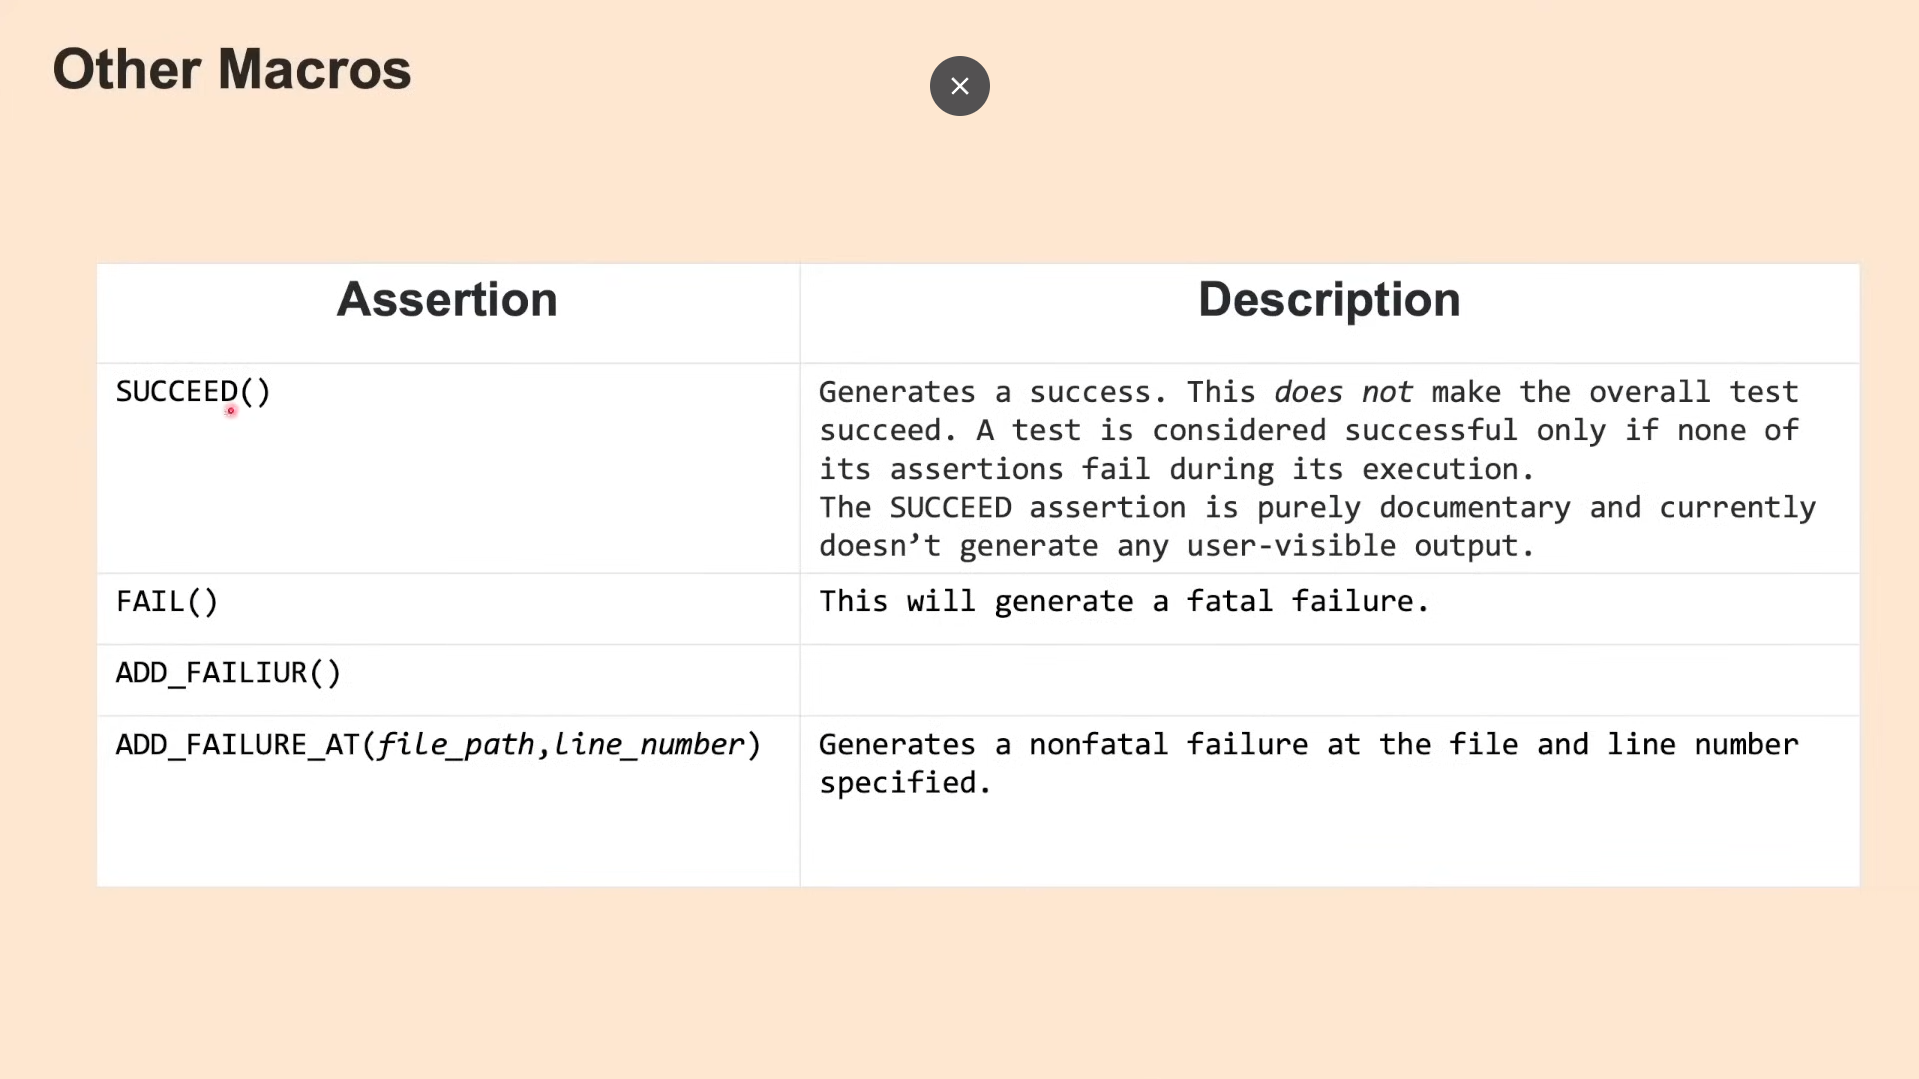 Other Macros
Assertion
Description
SUCCEED()
Generates a success. This does not make the overall test
succeed. A test is considered successful only if none of
its assertions fail during its execution.
The SUCCEED assertion is purely documentary and currently
doesn’t generate any user-visible output.
FAIL()
This will generate a fatal failure.
ADD_FAILIUR()
ADD_FAILURE_AT(file_path,line_number)
Generates a nonfatal failure at the file and line number
specified.